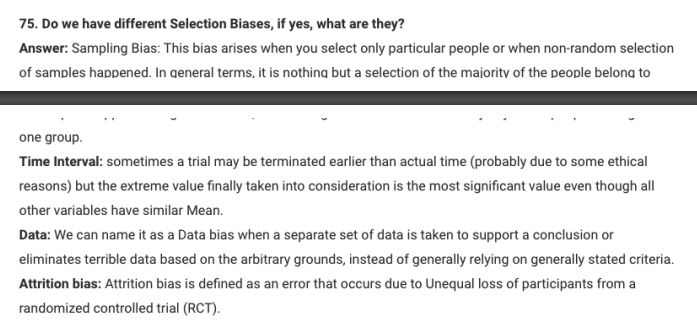 75. Do we have different Selection Biases, if yes, what are they?
Answer: Sampling Bias: This bias arises when you select only particular people or when non-random selection
of samples happened. In general terms, it is nothing but a selection of the majority of the people belong to
one group.
Time Interval: sometimes a trial may be terminated earlier than actual time (probably due to some ethical
reasons) but the extreme value finally taken into consideration is the most significant value even though all
other variables have similar Mean.
Data: We can name it as a Data bias when a separate set of data is taken to support a conclusion or
eliminates terrible data based on the arbitrary grounds, instead of generally relying on generally stated criteria.
Attrition bias: Attrition bias is defined as an error that occurs due to Unequal loss of participants from a
randomized controlled trial (RCT).